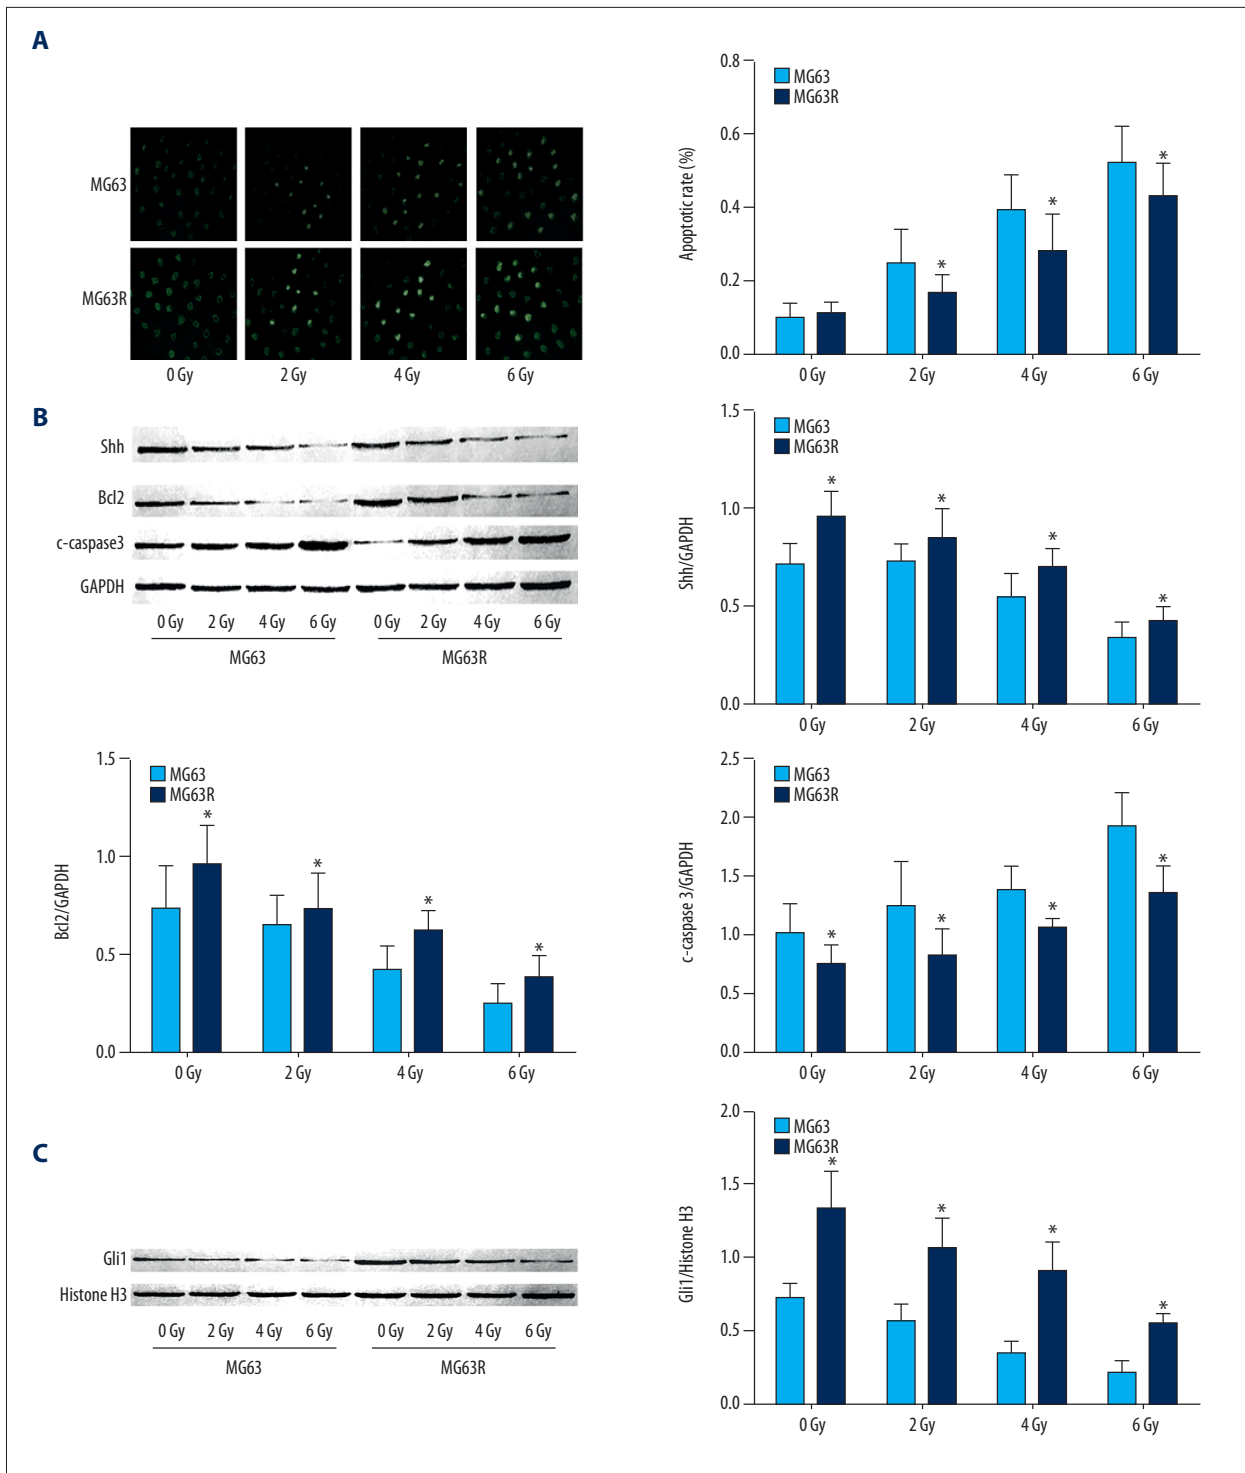 A
MG63
MG63R
0 Gy 2 Gy 4 Gy 6 Gy
Apoptotic rate (%)
0.8
0.6
0.4
0.2
0.0
MG63
MG63R
* * *
0 Gy 2 Gy 4 Gy 6 Gy
B
Shh
Bcl2
c-caspase3
GAPDH
0 Gy 2 Gy 4 Gy 6 Gy 0 Gy 2 Gy 4 Gy 6 Gy
MG63 MG63R
Shh/GAPDH
1.5
1.0
0.5
0.0
MG63
MG63R
* * * *
0 Gy 2 Gy 4 Gy 6 Gy
Bcl2/GAPDH
1.5
1.0
0.5
0.0
MG63
MG63R
* * * *
0 Gy 2 Gy 4 Gy 6 Gy
c-caspase 3/GAPDH
2.5
2.0
1.5
1.0
0.5
0.0
MG63
MG63R
* * * *
0 Gy 2 Gy 4 Gy 6 Gy
C
Gli1
Histone H3
0 Gy 2 Gy 4 Gy 6 Gy 0 Gy 2 Gy 4 Gy 6 Gy
MG63 MG63R
Gli1/Histone H3
2.0
1.5
1.0
0.5
0.0
MG63
MG63R
* * * *
0 Gy 2 Gy 4 Gy 6 Gy